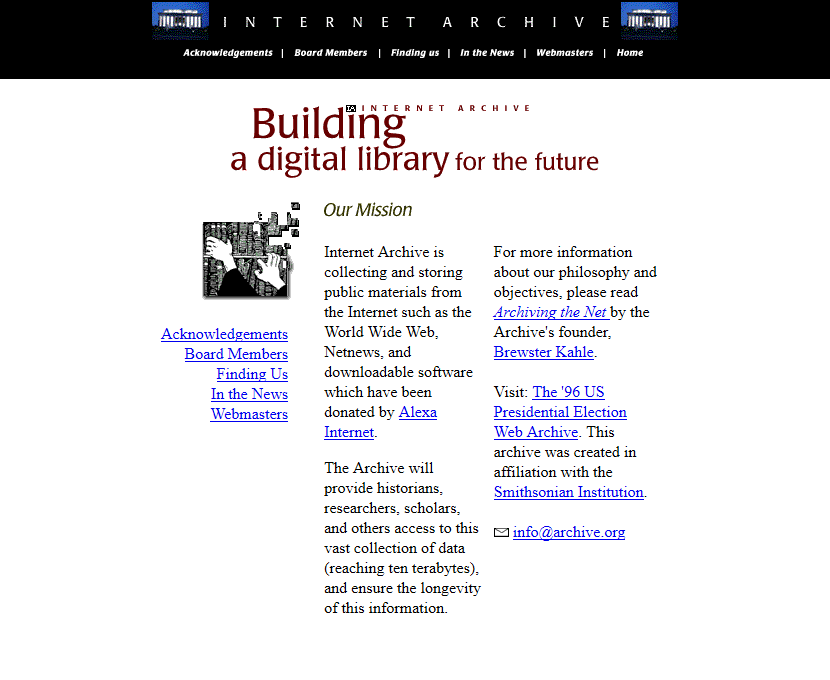 INTERNET ARCHIVE
Acknowledgements | Board Members | Finding us | In the News | Webmasters | Home
IA INTERNET ARCHIVE
Building
a digital library for the future
Our Mission
Acknowledgements
Board Members
Finding Us
In the News
Webmasters
Internet Archive is
collecting and storing
public materials from
the Internet such as the
World Wide Web,
Netnews, and
downloadable software
which have been
donated by Alexa
Internet.
The Archive will
provide historians,
researchers, scholars,
and others access to this
vast collection of data
(reaching ten terabytes),
and ensure the longevity
of this information.
For more information
about our philosophy and
objectives, please read
Archiving the Net by the
Archive's founder,
Brewster Kahle.
Visit: The '96 US
Presidential Election
Web Archive. This
archive was created in
affiliation with the
Smithsonian Institution.
info@archive.org